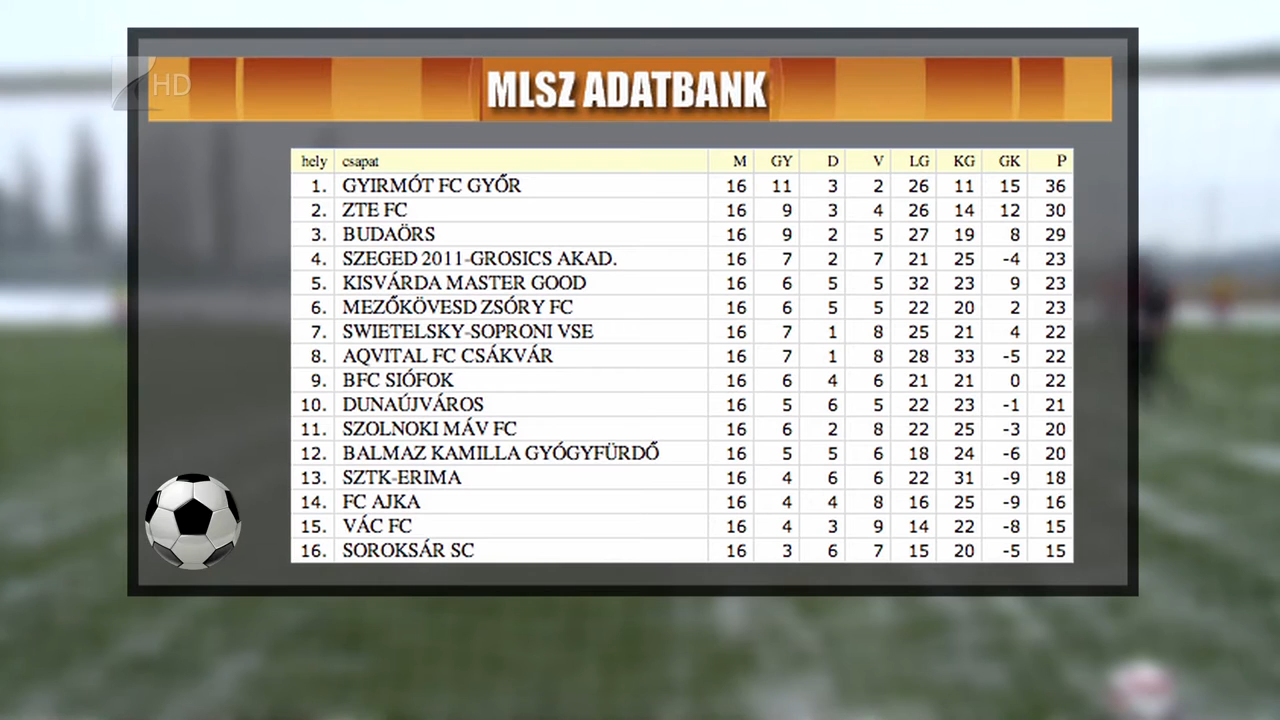 HD
MLSZ ADATBANK
hely csapat M GY D V LG KG GK P
1. GYIRMÓT FC GYŐR 16 11 3 2 26 11 15 36
2. ZTE FC 16 9 3 4 26 14 12 30
3. BUDAÖRS 16 9 2 5 27 19 8 29
4. SZEGED 2011-GROSICS AKAD. 16 7 2 7 21 25 -4 23
5. KISVÁRDA MASTER GOOD 16 6 5 5 32 23 9 23
6. MEZŐKÖVESD ZSÓRY FC 16 6 5 5 22 20 2 23
7. SWIETELSKY-SOPRONI VSE 16 7 1 8 25 21 4 22
8. AQVITAL FC CSÁKVÁR 16 7 1 8 28 33 -5 22
9. BFC SIÓFOK 16 6 4 6 21 21 0 22
10. DUNAÚJVÁROS 16 5 6 5 22 23 -1 21
11. SZOLNOKI MÁV FC 16 6 2 8 22 25 -3 20
12. BALMAZ KAMILLA GYÓGYFÜRDŐ 16 5 5 6 18 24 -6 20
13. SZTK-ERIMA 16 4 6 6 22 31 -9 18
14. FC AJKA 16 4 4 8 16 25 -9 16
15. VÁC FC 16 4 3 9 14 22 -8 15
16. SOROKSÁR SC 16 3 6 7 15 20 -5 15